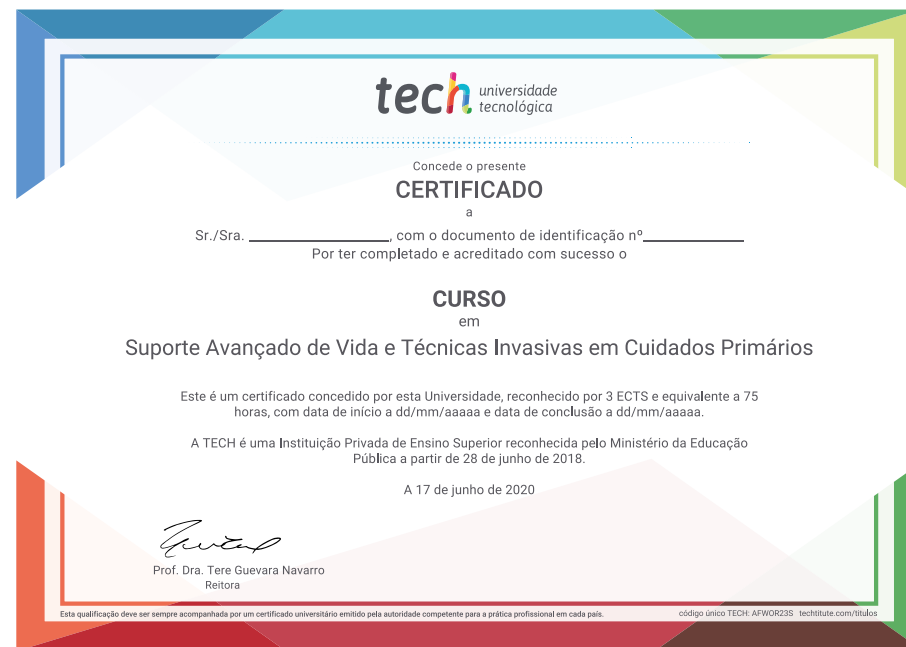 tech universidade
tecnológica
Concede o presente
CERTIFICADO
a
Sr./Sra. ______________, com o documento de identificação nº__________
Por ter completado e acreditado com sucesso o
CURSO
em
Suporte Avançado de Vida e Técnicas Invasivas em Cuidados Primários
Este é um certificado concedido por esta Universidade, reconhecido por 3 ECTS e equivalente a 75
horas, com data de início a dd/mm/aaaaa e data de conclusão a dd/mm/aaaaa.
A TECH é uma Instituição Privada de Ensino Superior reconhecida pelo Ministério da Educação
Pública a partir de 28 de junho de 2018.
A 17 de junho de 2020
Prof. Dra. Tere Guevara Navarro
Reitora
Esta qualificação deve ser sempre acompanhada por um certificado universitário emitido pela autoridade competente para a prática profissional em cada país.
código único TECH: AFWOR23S techtitute.com/titulos